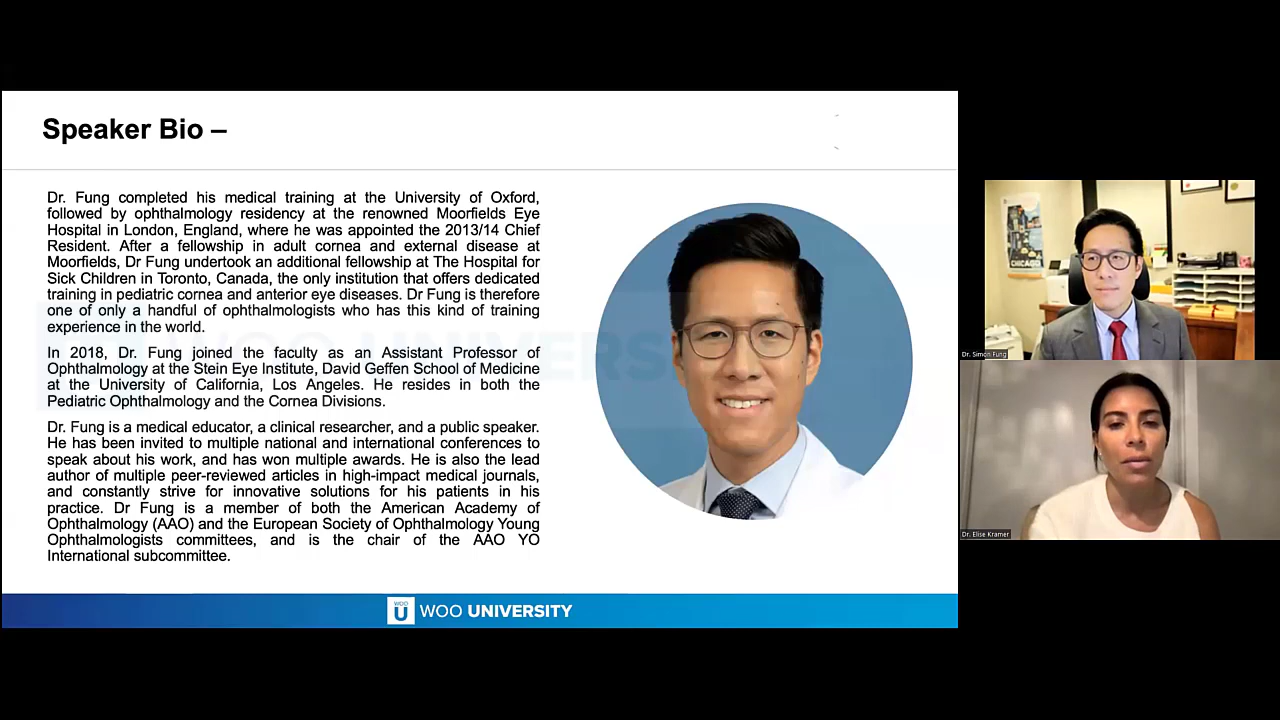 Speaker Bio –
Dr. Fung completed his medical training at the University of Oxford,
followed by ophthalmology residency at the renowned Moorfields Eye
Hospital in London, England, where he was appointed the 2013/14 Chief
Resident. After a fellowship in adult cornea and external disease at
Moorfields, Dr Fung undertook an additional fellowship at The Hospital for
Sick Children in Toronto, Canada, the only institution that offers dedicated
training in pediatric cornea and anterior eye diseases. Dr Fung is therefore
one of only a handful of ophthalmologists who has this kind of training
experience in the world.
In 2018, Dr. Fung joined the faculty as an Assistant Professor of
Ophthalmology at the Stein Eye Institute, David Geffen School of Medicine
at the University of California, Los Angeles. He resides in both the
Pediatric Ophthalmology and the Cornea Divisions.
Dr. Fung is a medical educator, a clinical researcher, and a public speaker.
He has been invited to multiple national and international conferences to
speak about his work, and has won multiple awards. He is also the lead
author of multiple peer-reviewed articles in high-impact medical journals,
and constantly strive for innovative solutions for his patients in his
practice. Dr Fung is a member of both the American Academy of
Ophthalmology (AAO) and the European Society of Ophthalmology Young
Ophthalmologists committees, and is the chair of the AAO YO
International subcommittee.
WOO UNIVERS
WOO
U
WOO UNIVERSITY
CHICAGO
Dr. Simon Fung
Dr. Elise Kramer